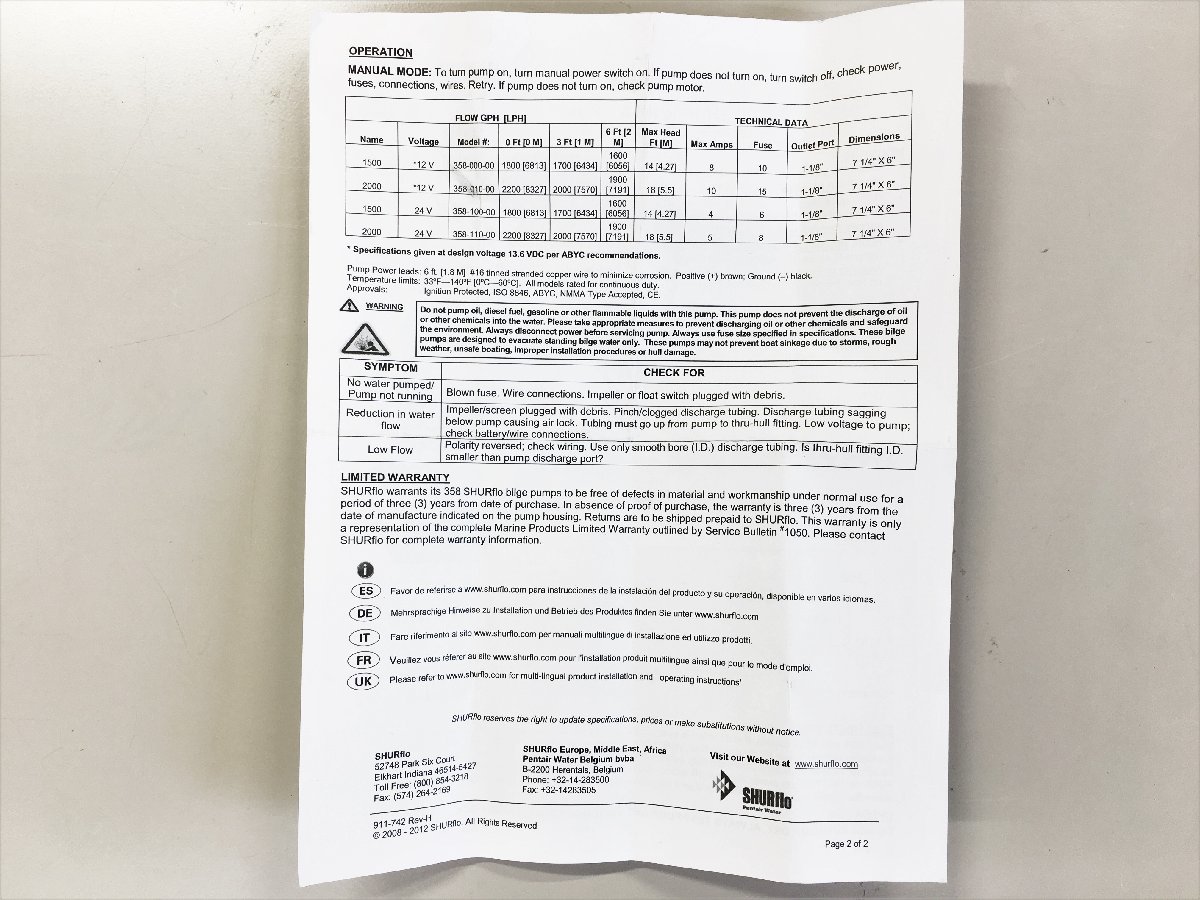 OPERATION
MANUAL MODE: To turn pump on, turn manual power switch on. If pump does not turn on, turn switch off, check power,
fuses, connections, wires. Retry. If pump does not turn on, check pump motor.
FLOW GPH [LPH] TECHNICAL DATA
Name Voltage Model #: 0 Ft [0 M] 3 Ft [1 M] 6 Ft [2 M] Max Head Ft [M] Max Amps Fuse Outlet Port Dimensions
1500 *12 V 358-000-00 1800 [6813] 1700 [6434] 1600 [6056] 14 [4.27] 8 10 1-1/8" 7 1/4" X 6"
2000 *12 V 358-010-00 2200 [8327] 2000 [7570] 1900 [7191] 18 [5.5] 10 15 1-1/8" 7 1/4" X 6"
1500 24 V 358-100-00 1800 [6813] 1700 [6434] 1600 [6056] 14 [4.27] 4 6 1-1/8" 7 1/4" X 6"
2000 24 V 358-110-00 2200 [8327] 2000 [7570] 1900 [7191] 18 [5.5] 5 8 1-1/8" 7 1/4" X 6"
* Specifications given at design voltage 13.6 VDC per ABYC recommendations.
Pump Power leads: 6 ft. [1.8 M] #16 tinned stranded copper wire to minimize corrosion. Positive (+) brown; Ground (–) black.
Temperature limits: 33°F—140°F [0°C—60°C]. All models rated for continuous duty.
Approvals: Ignition Protected, ISO 8846, ABYC, NMMA Type Accepted, CE.
WARNING
Do not pump oil, diesel fuel, gasoline or other flammable liquids with this pump. This pump does not prevent the discharge of oil
or other chemicals into the water. Please take appropriate measures to prevent discharging oil or other chemicals and safeguard
the environment. Always disconnect power before servicing pump. Always use fuse size specified in specifications. These bilge
pumps are designed to evacuate standing bilge water only. These pumps may not prevent boat sinkage due to storms, rough
weather, unsafe boating, improper installation procedures or hull damage.
SYMPTOM CHECK FOR
No water pumped/
Pump not running
Blown fuse. Wire connections. Impeller or float switch plugged with debris.
Reduction in water
flow
Impeller/screen plugged with debris. Pinch/clogged discharge tubing. Discharge tubing sagging
below pump causing air lock. Tubing must go up from pump to thru-hull fitting. Low voltage to pump;
check battery/wire connections.
Low Flow
Polarity reversed; check wiring. Use only smooth bore (I.D.) discharge tubing. Is thru-hull fitting I.D.
smaller than pump discharge port?
LIMITED WARRANTY
SHURflo warrants its 358 SHURflo bilge pumps to be free of defects in material and workmanship under normal use for a
period of three (3) years from date of purchase. In absence of proof of purchase, the warranty is three (3) years from the
date of manufacture indicated on the pump housing. Returns are to be shipped prepaid to SHURflo. This warranty is only
a representation of the complete Marine Products Limited Warranty outlined by Service Bulletin #1050. Please contact
SHURflo for complete warranty information.
i
ES Favor de referirse a www.shurflo.com para instrucciones de la instalación del producto y su operación, disponible en varios idiomas.
DE Mehrsprachige Hinweise zu Installation und Betrieb des Produktes finden Sie unter www.shurflo.com
IT Fare riferimento al sito www.shurflo.com per manuali multilingue di installazione ed utilizzo prodotti.
FR Veuillez vous référer au site www.shurflo.com pour "installation produit multilingue ainsi que pour le mode d'emploi.
UK Please refer to www.shurflo.com for multi-lingual product installation and operating instructions'
SHURflo reserves the right to update specifications, prices or make substitutions without notice.
SHURflo
52748 Park Six Court
Elkhart Indiana 46514-5427
Toll Free: (800) 854-3218
Fax: (574) 264-2169
SHURflo Europe, Middle East, Africa
Pentair Water Belgium bvba
B-2200 Herentals, Belgium
Phone: +32-14-283500
Fax: +32-14283505
Visit our Website at www.shurflo.com
SHURflo
Pentair Water
911-742 Rev-H
© 2008 - 2012 SHURflo. All Rights Reserved
Page 2 of 2